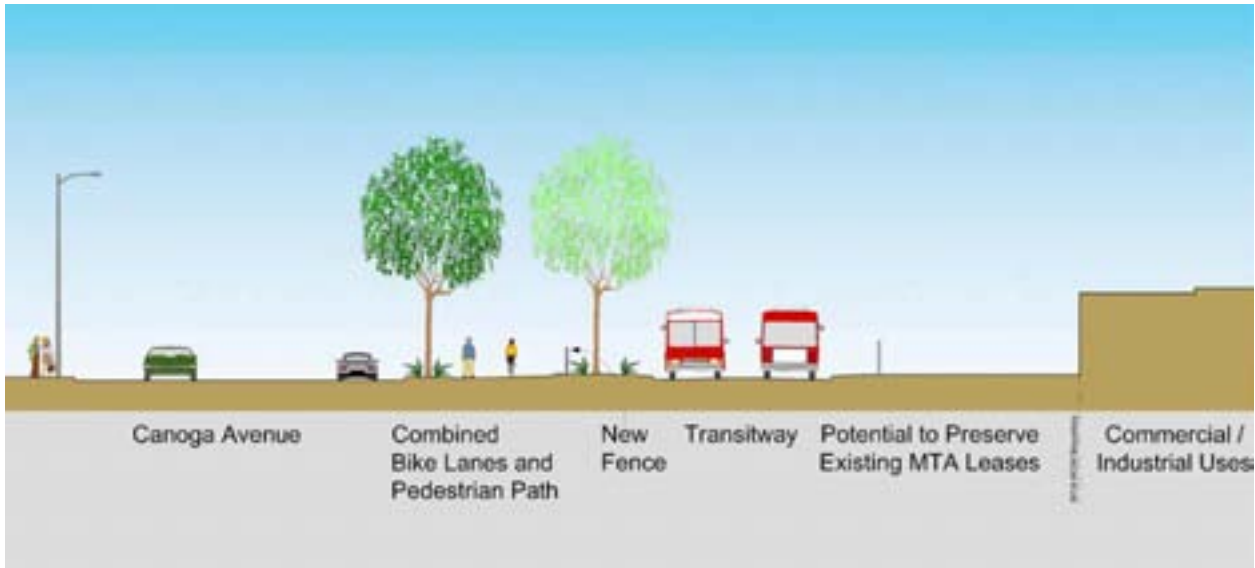 Canoga Avenue
Combined
Bike Lanes and
Pedestrian Path
New
Fence
Transitway
Potential to Preserve
Existing MTA Leases
Commercial /
Industrial Uses